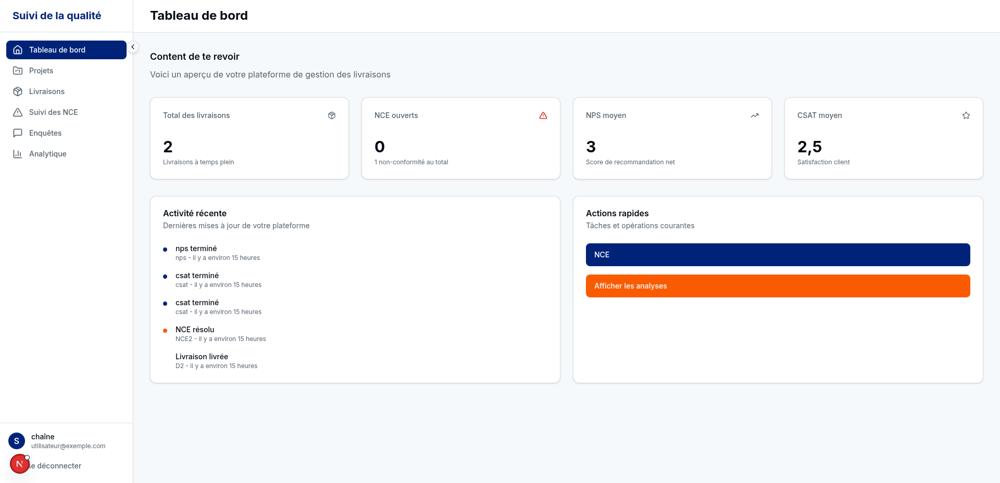 Suivi de la qualité
Tableau de bord
Projets
Livraisons
Suivi des NCE
Enquêtes
Analytique
S
chaîne
utilisateur@exemple.com
N
se déconnecter
Tableau de bord
Content de te revoir
Voici un aperçu de votre plateforme de gestion des livraisons
Total des livraisons
2
Livraisons à temps plein
NCE ouverts
0
1 non-conformité au total
NPS moyen
3
Score de recommandation net
CSAT moyen
2,5
Satisfaction client
Activité récente
Dernières mises à jour de votre plateforme
nps terminé
nps - il y a environ 15 heures
csat terminé
csat - il y a environ 15 heures
csat terminé
csat - il y a environ 15 heures
NCE résolu
NCE2 - il y a environ 15 heures
Livraison livrée
D2 - il y a environ 15 heures
Actions rapides
Tâches et opérations courantes
NCE
Afficher les analyses